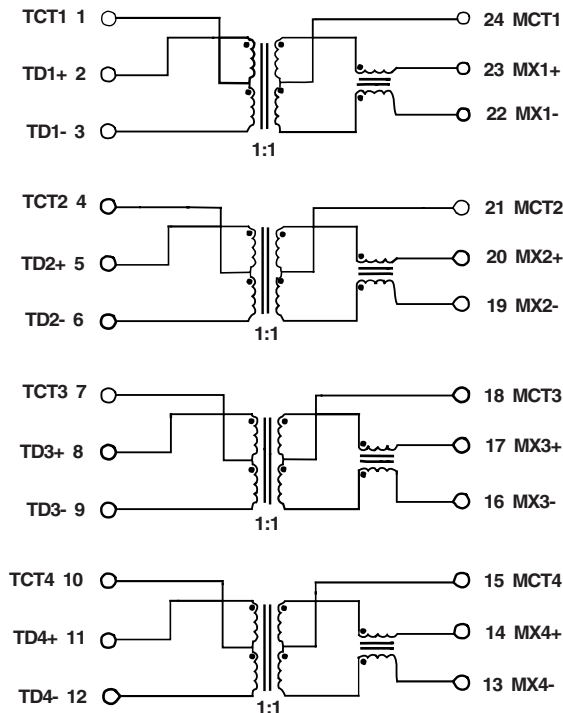 TCT1 1
24 MCT1
TD1+ 2
23 MX1+
TD1- 3
22 MX1-
1:1
TCT2 4
21 MCT2
TD2+ 5
20 MX2+
TD2- 6
19 MX2-
1:1
TCT3 7
18 MCT3
TD3+ 8
17 MX3+
TD3- 9
16 MX3-
1:1
TCT4 10
15 MCT4
TD4+ 11
14 MX4+
TD4- 12
13 MX4-
1:1